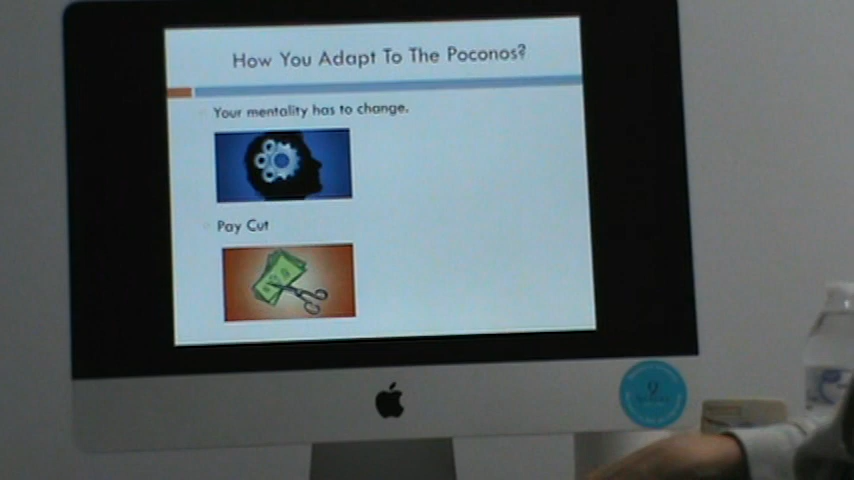 How You Adapt To The Poconos?
Your mentality has to change.
Pay Cut